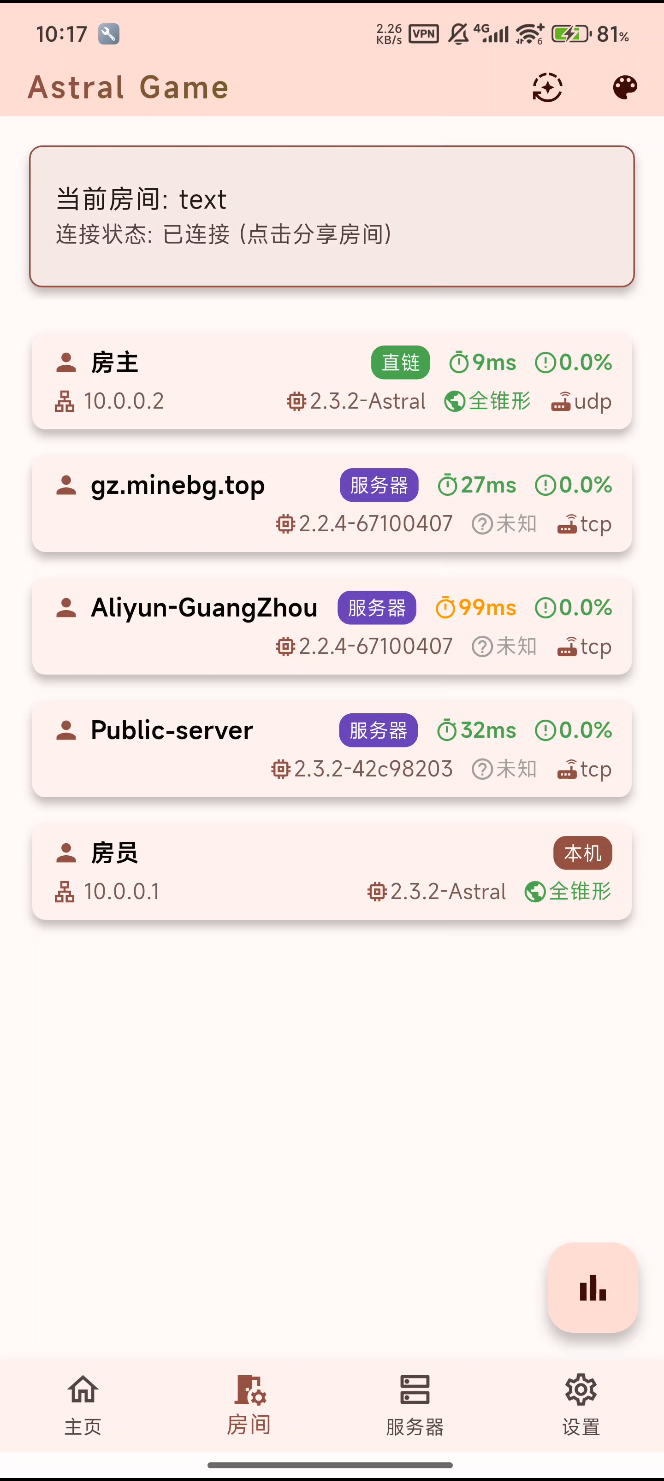 10:17 2.26 KB/s VPN 4G 6 81%
Astral Game
当前房间: text
连接状态: 已连接 (点击分享房间)
房主 直链 9ms 0.0%
10.0.0.2 2.3.2-Astral 全锥形 udp
gz.minebg.top 服务器 27ms 0.0%
2.2.4-67100407 未知 tcp
Aliyun-GuangZhou 服务器 99ms 0.0%
2.2.4-67100407 未知 tcp
Public-server 服务器 32ms 0.0%
2.3.2-42c98203 未知 tcp
房员 本机
10.0.0.1 2.3.2-Astral 全锥形
主页 房间 服务器 设置